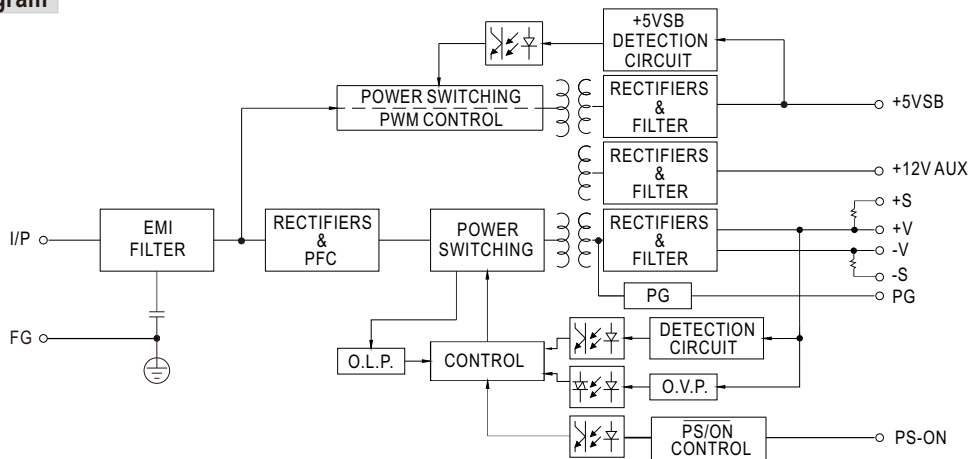 gram
+5VSB
DETECTION
CIRCUIT
POWER SWITCHING
PWM CONTROL
RECTIFIERS
&
FILTER
+5VSB
RECTIFIERS
&
FILTER
+12V AUX
I/P
EMI
FILTER
RECTIFIERS
&
PFC
POWER
SWITCHING
RECTIFIERS
&
FILTER
+S
+V
-V
-S
PG
PG
FG
O.L.P.
CONTROL
DETECTION
CIRCUIT
O.V.P.
PS/ON
CONTROL
PS-ON